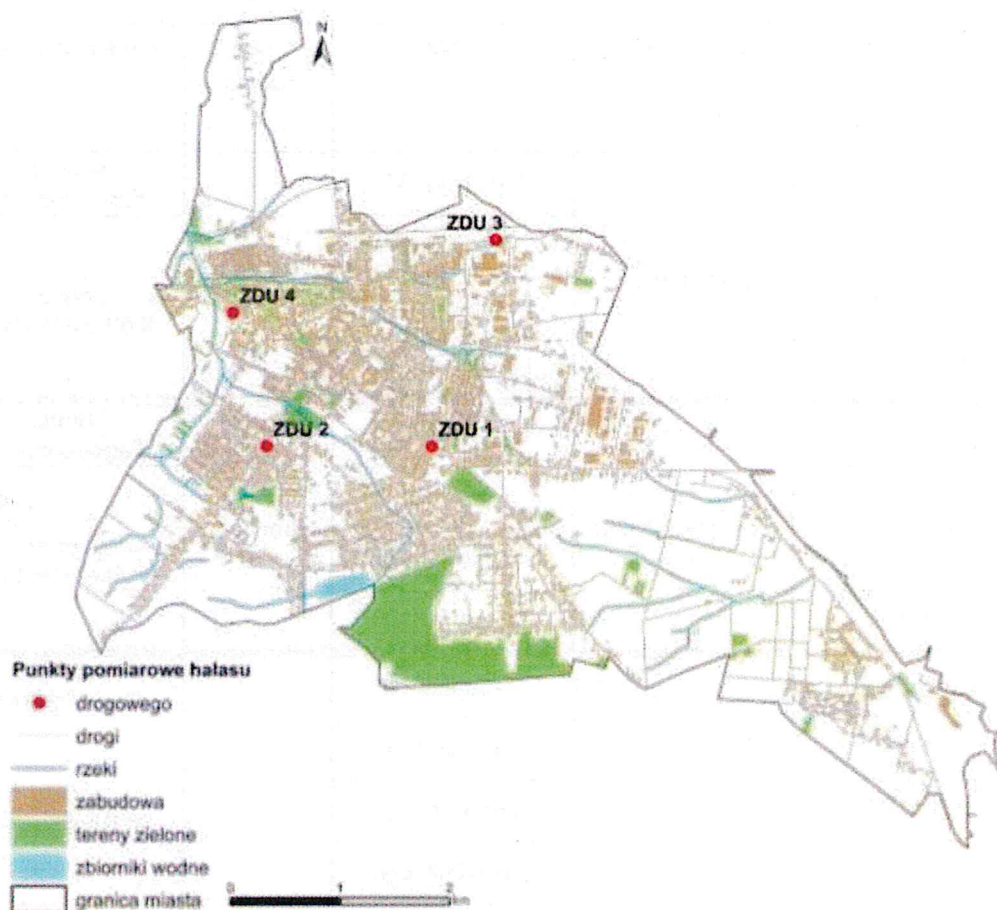 N
ZDU 3
ZDU 4
ZDU 2
ZDU 1
Punkty pomiarowe hałasu
drogowego
drogi
rzeki
zabudowa
tereny zielone
zbiorniki wodne
granica miasta
0 1 2
km